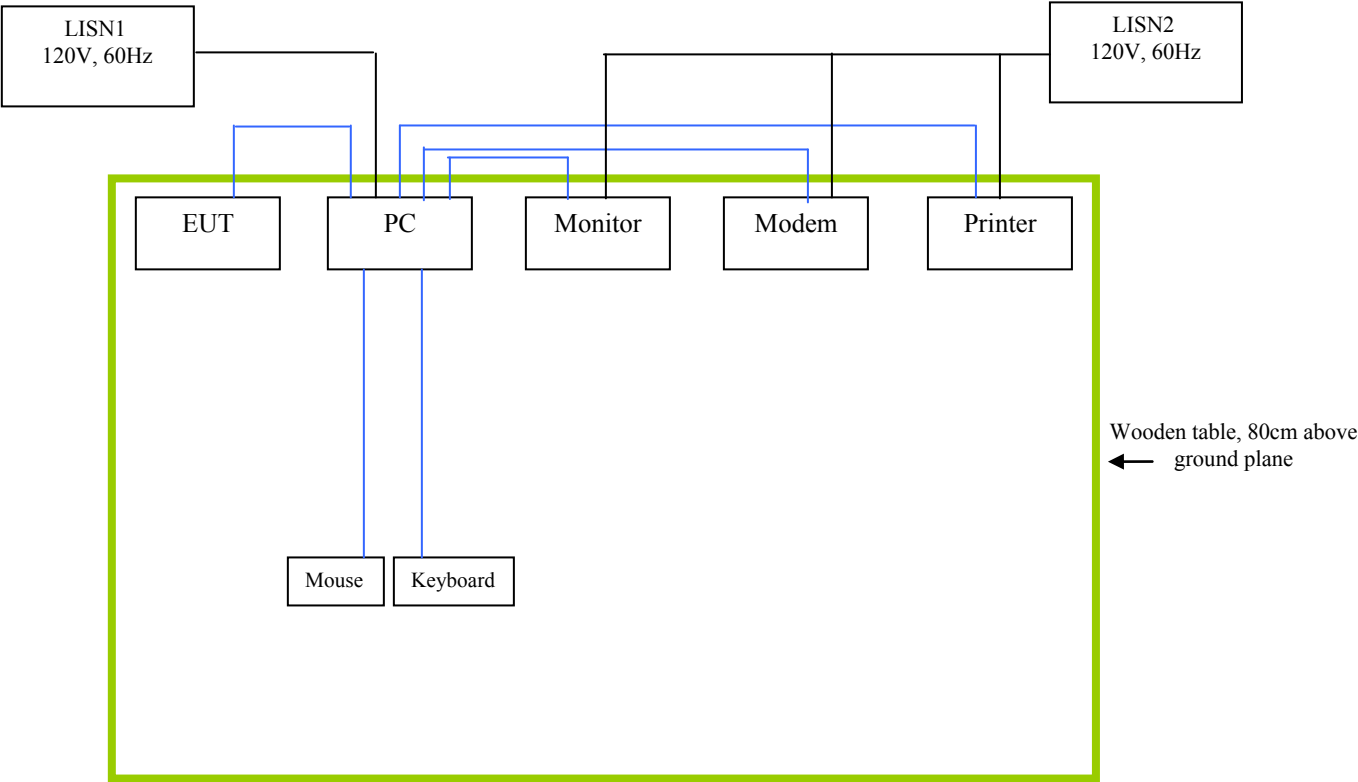 LISN1
120V, 60Hz
LISN2
120V, 60Hz
EUT
PC
Monitor
Modem
Printer
Wooden table, 80cm above
ground plane
Mouse
Keyboard